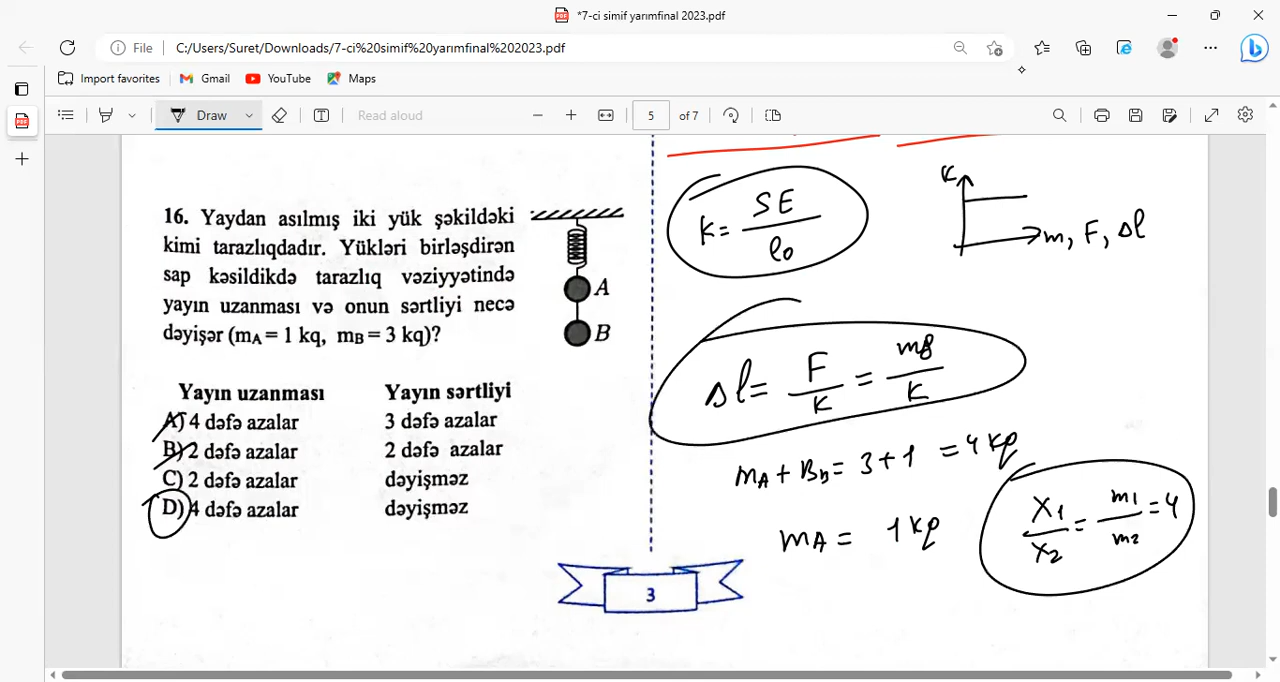 *7-ci simif yarımfinal 2023.pdf
File
C:/Users/Suret/Downloads/7-ci%20simif%20yarımfinal%202023.pdf
Import favorites
Gmail
YouTube
Maps
Draw
Read aloud
5
of 7
16. Yaydan asılmış iki yük şəkildəki
kimi tarazlıqdadır. Yükləri birləşdirən
sap kəsildikdə tarazlıq vəziyyətində
yayın uzanması və onun sərtliyi necə
dəyişər (mA = 1 kq, mB = 3 kq)?
A
B
Yayın uzanması Yayın sərtliyi
A) 4 dəfə azalar 3 dəfə azalar
B) 2 dəfə azalar 2 dəfə azalar
C) 2 dəfə azalar dəyişməz
D) 4 dəfə azalar dəyişməz
3
k = SE / l0
K
m, F, Δl
Δl = F / K = mg / K
mA + BB = 3 + 1 = 4 kq
mA = 1 kq
X1 / X2 = m1 / m2 = 4